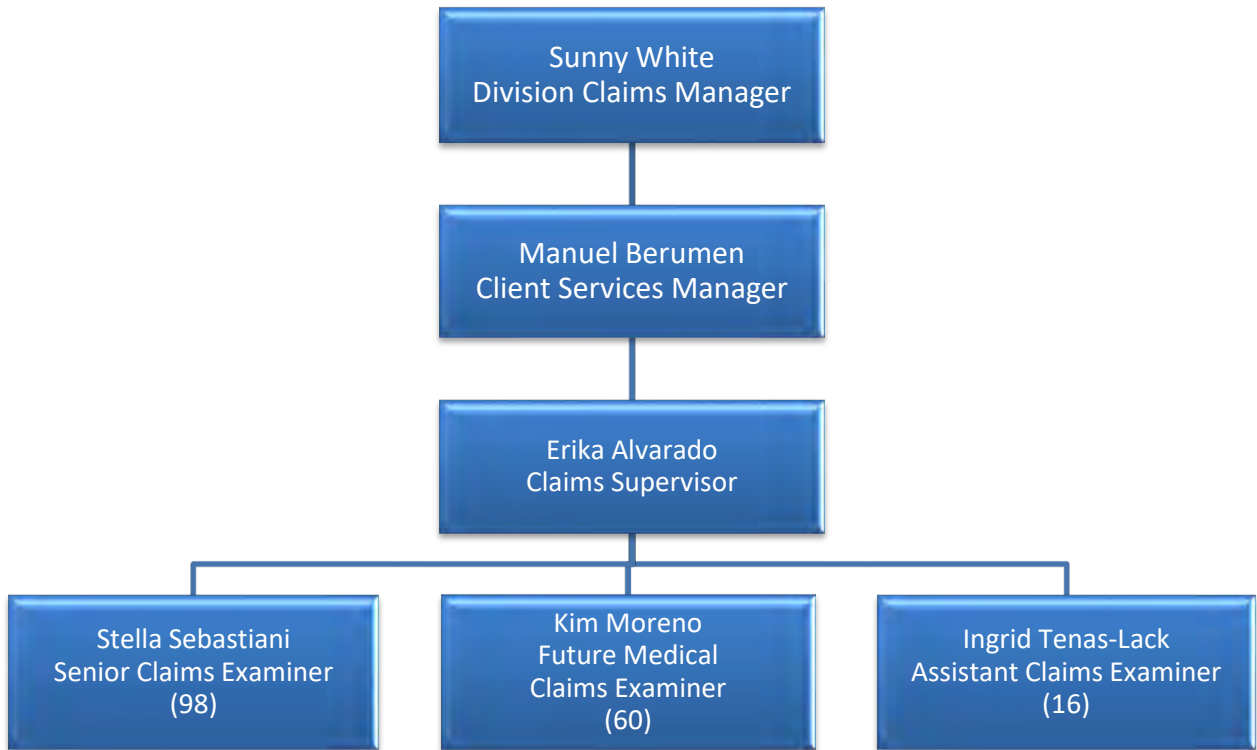 Sunny White
Division Claims Manager
Manuel Berumen
Client Services Manager
Erika Alvarado
Claims Supervisor
Stella Sebastiani
Senior Claims Examiner
(98)
Kim Moreno
Future Medical
Claims Examiner
(60)
Ingrid Tenas-Lack
Assistant Claims Examiner
(16)